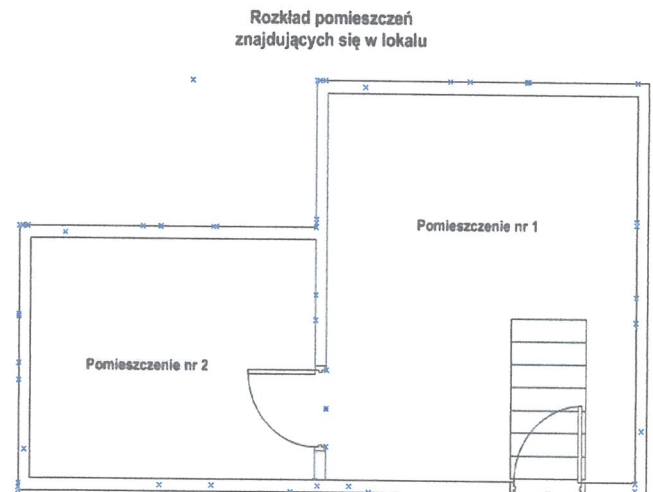 Rozkład pomieszczeń
znajdujących się w lokalu
Pomieszczenie nr 1
Pomieszczenie nr 2